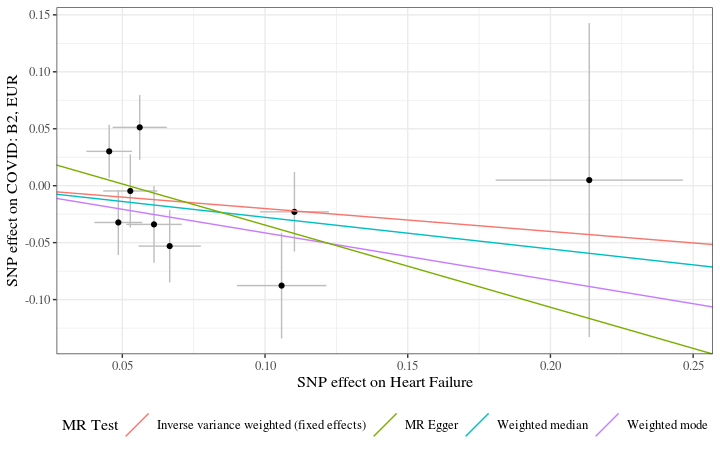 SNP effect on COVID: B2, EUR
0.15
0.10
0.05
0.00
-0.05
-0.10
0.05 0.10 0.15 0.20 0.25
SNP effect on Heart Failure
MR Test Inverse variance weighted (fixed effects) MR Egger Weighted median Weighted mode